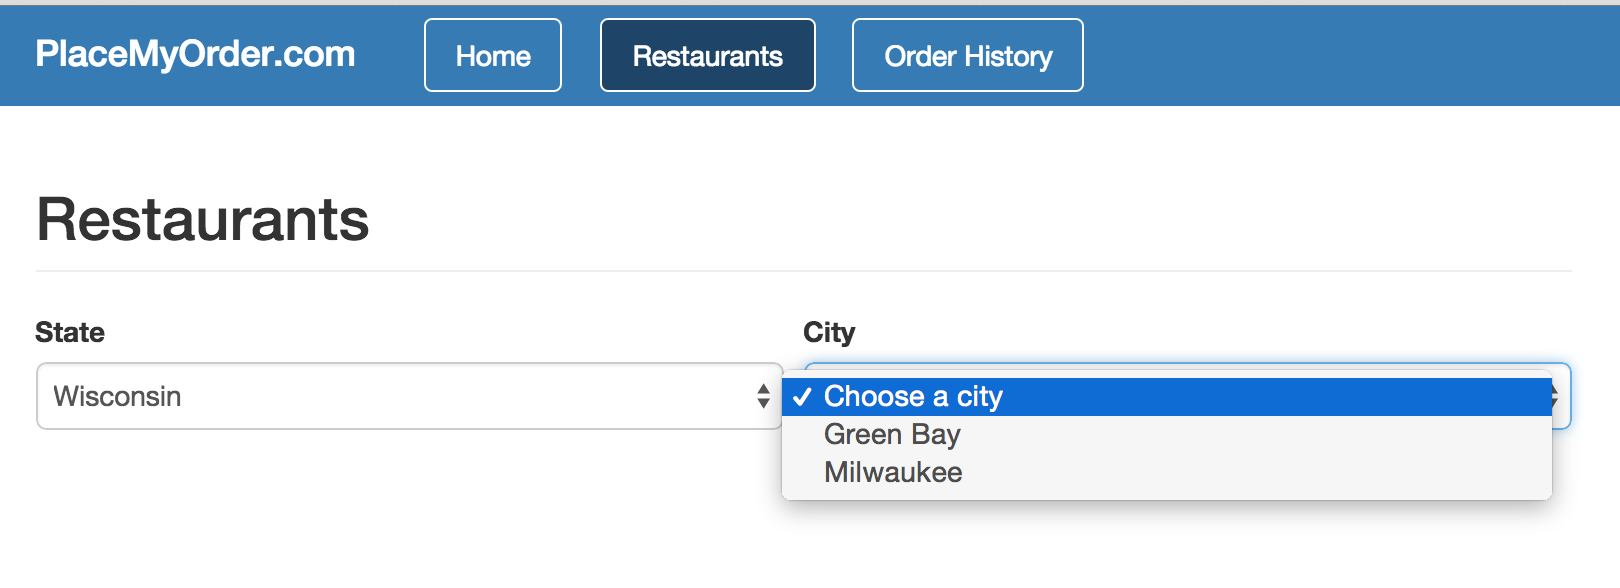 PlaceMyOrder.com Home Restaurants Order History
Restaurants
State City
Wisconsin ✓ Choose a city
Green Bay
Milwaukee